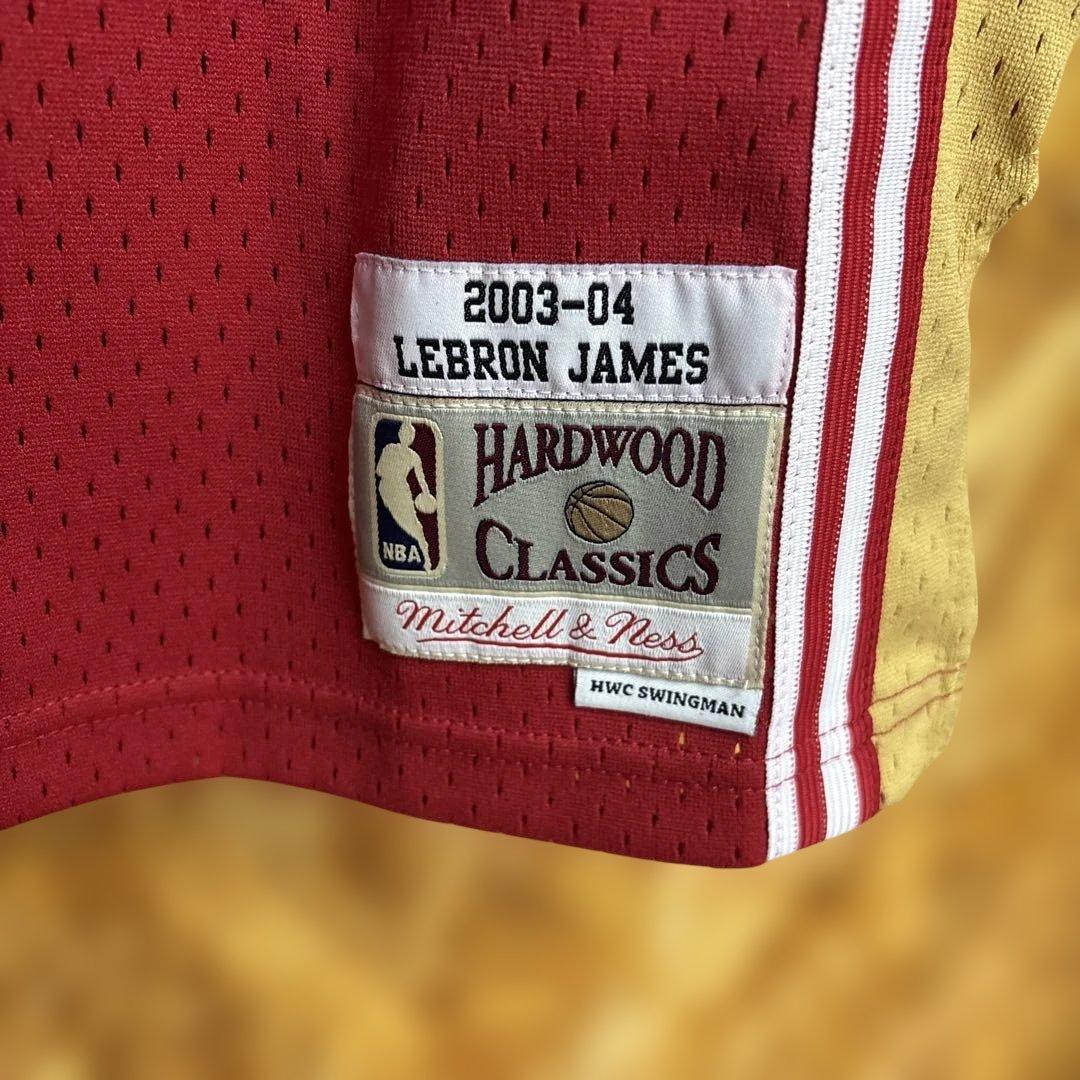 2003-04
LEBRON JAMES
HARDWOOD
CLASSICS
NBA
Mitchell & Ness
HWC SWINGMAN